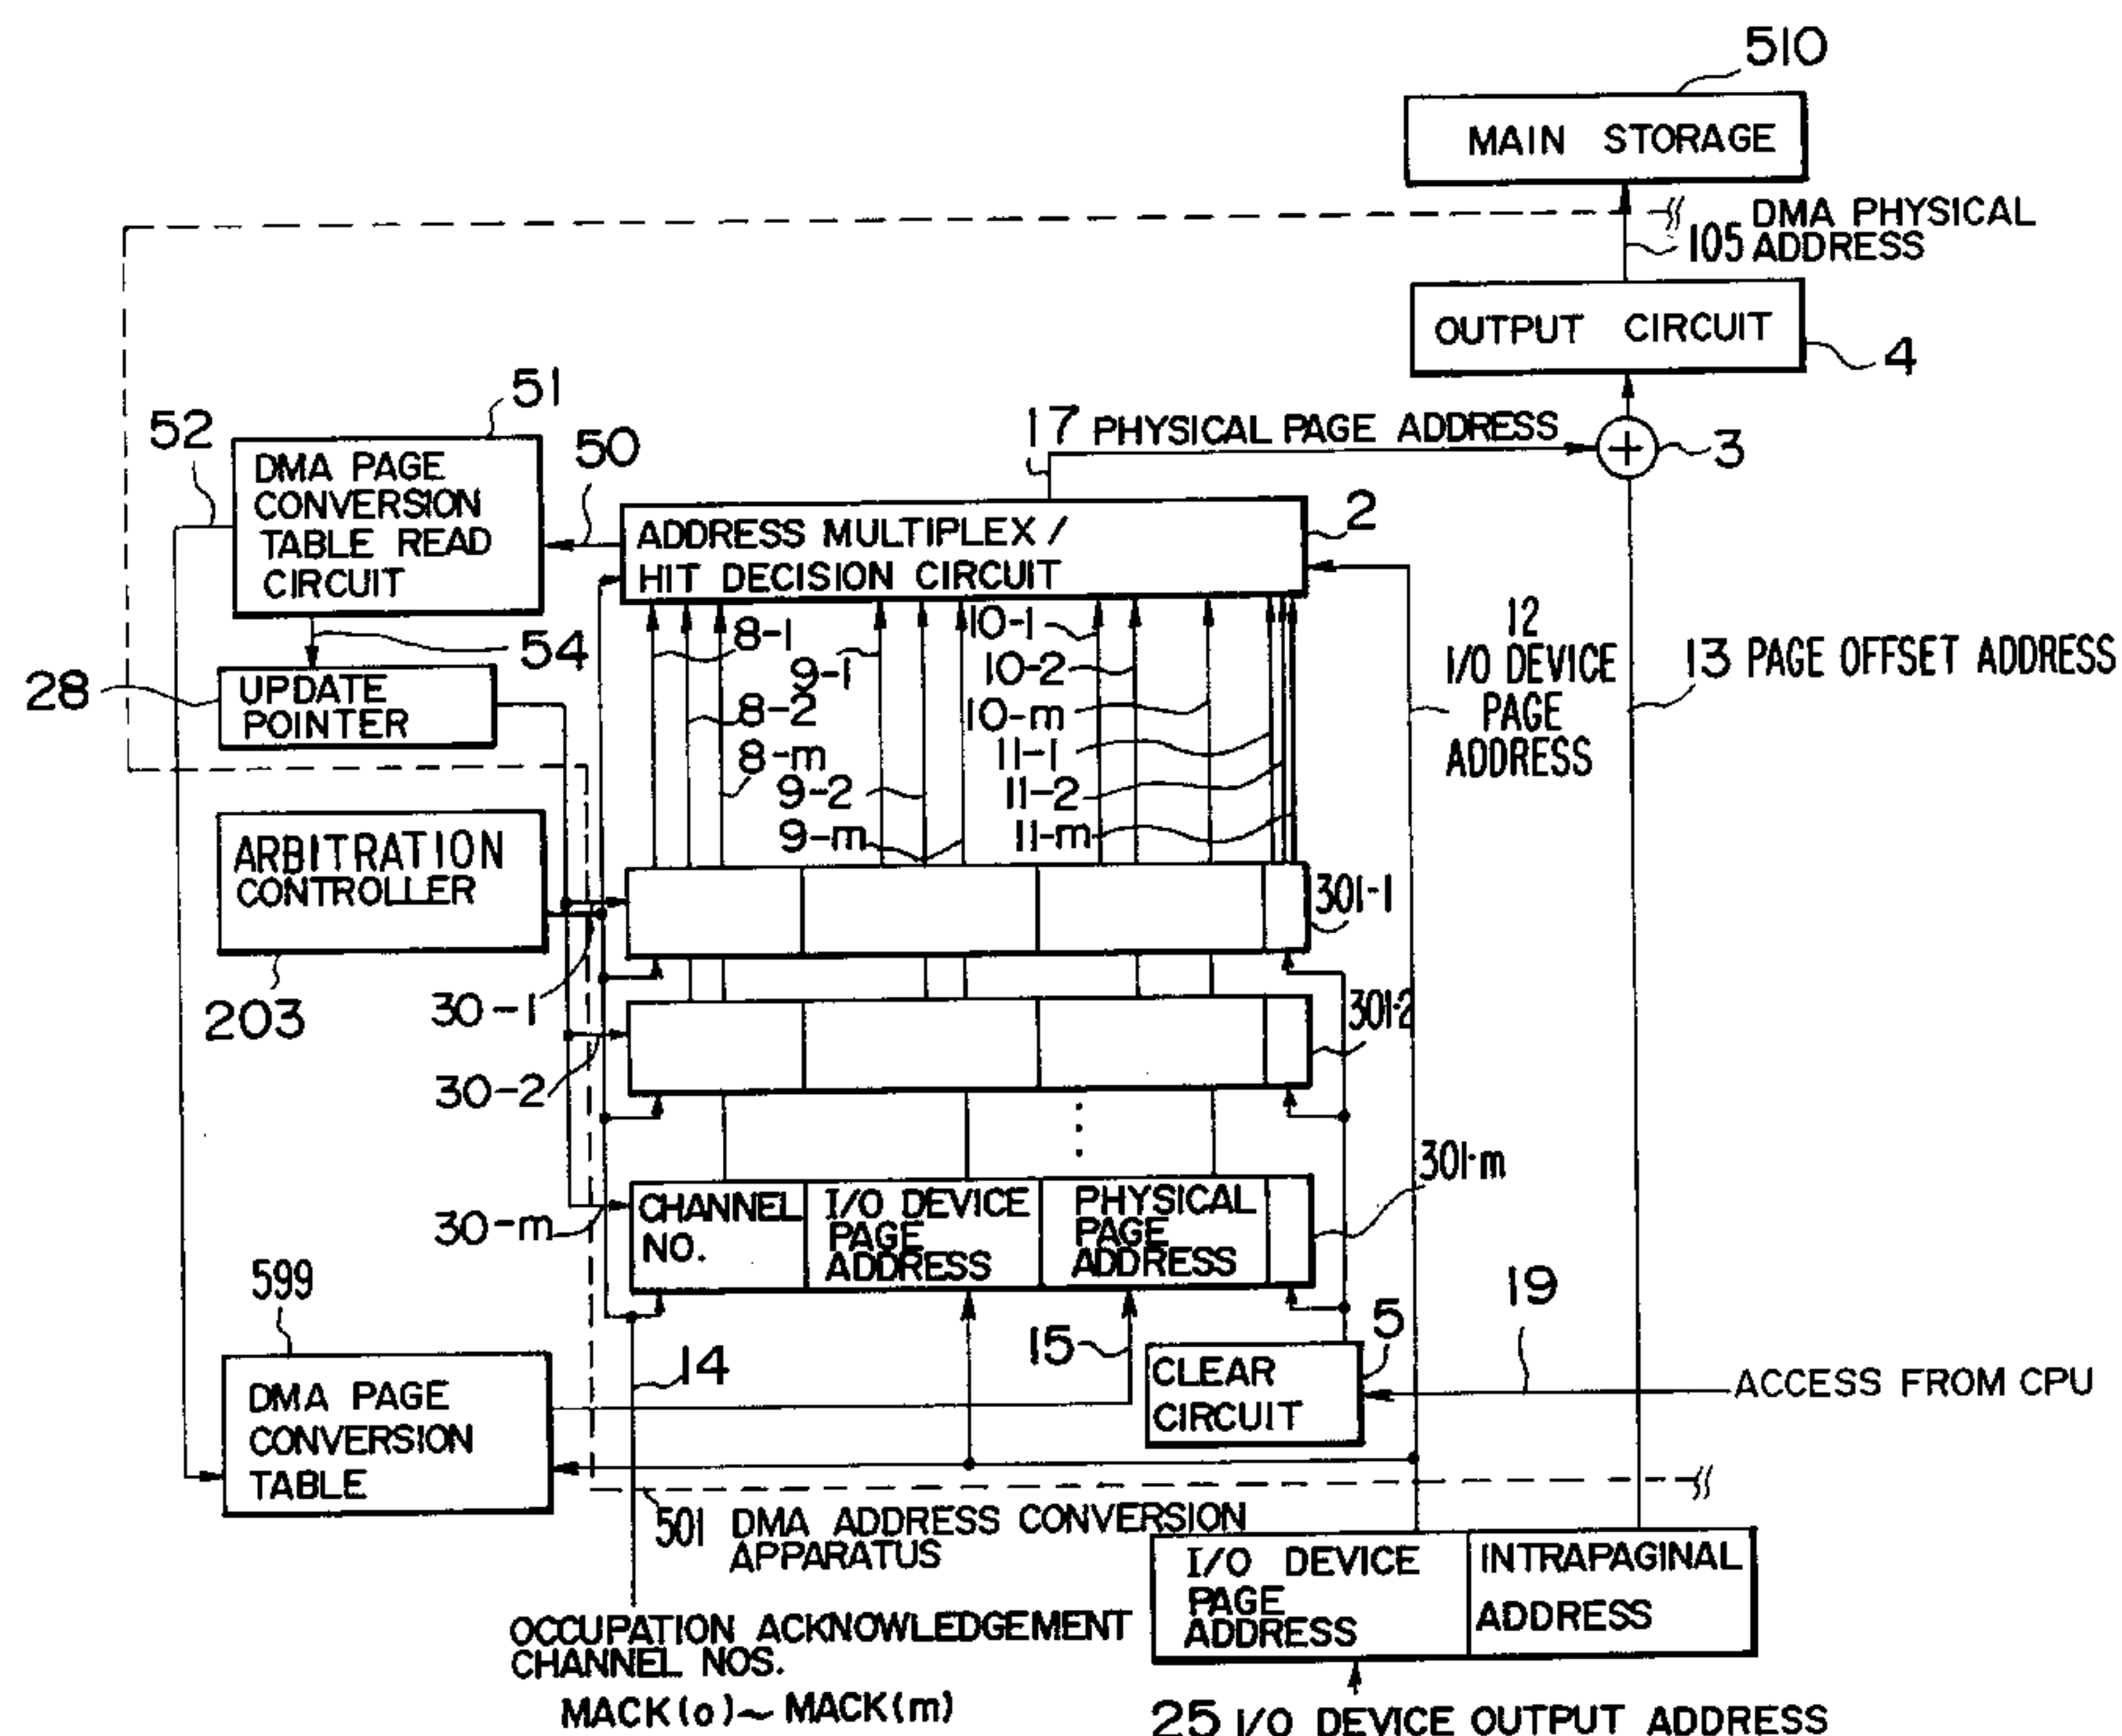 510
MAIN STORAGE
DMA PHYSICAL
105 ADDRESS
OUTPUT CIRCUIT
4
51
52
50
17 PHYSICAL PAGE ADDRESS
+
3
DMA PAGE
CONVERSION
TABLE READ
CIRCUIT
2
ADDRESS MULTIPLEX /
HIT DECISION CIRCUIT
54
8-1
9-1
10-1
10-2
12
I/O DEVICE
PAGE
ADDRESS
13 PAGE OFFSET ADDRESS
28
UPDATE
POINTER
8-2
10-m
8-m
11-1
9-2
11-2
9-m
11-m
ARBITRATION
CONTROLLER
301-1
203
30-1
301-2
30-2
301-m
30-m
CHANNEL
NO.
I/O DEVICE
PAGE
ADDRESS
PHYSICAL
PAGE
ADDRESS
599
19
5
14
15
CLEAR
CIRCUIT
ACCESS FROM CPU
DMA PAGE
CONVERSION
TABLE
501 DMA ADDRESS CONVERSION
APPARATUS
I/O DEVICE
PAGE
ADDRESS
INTRAPAGINAL
ADDRESS
OCCUPATION ACKNOWLEDGEMENT
CHANNEL NOS.
MACK(o)~MACK(m)
25 I/O DEVICE OUTPUT ADDRESS